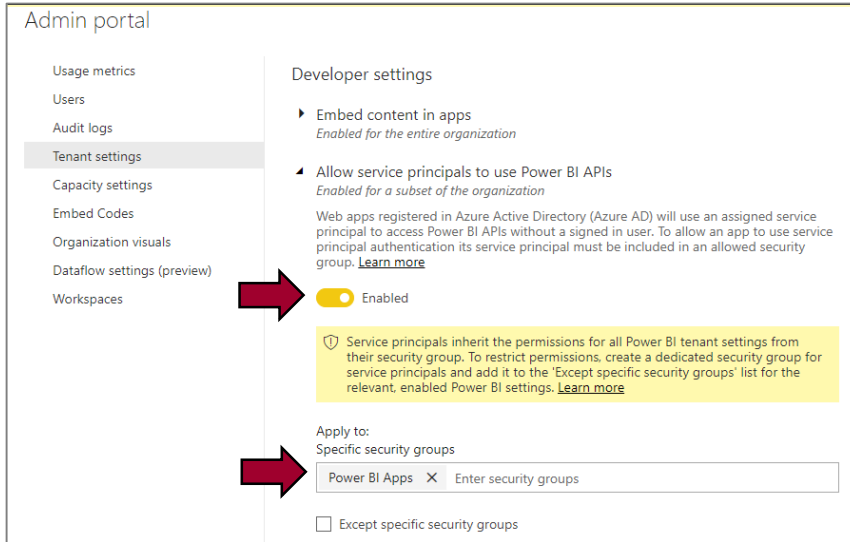 Admin portal
Usage metrics
Users
Audit logs
Tenant settings
Capacity settings
Embed Codes
Organization visuals
Dataflow settings (preview)
Workspaces
Developer settings
Embed content in apps
Enabled for the entire organization
Allow service principals to use Power BI APIs
Enabled for a subset of the organization
Web apps registered in Azure Active Directory (Azure AD) will use an assigned service
principal to access Power BI APIs without a signed in user. To allow an app to use service
principal authentication its service principal must be included in an allowed security
group. Learn more
Enabled
Service principals inherit the permissions for all Power BI tenant settings from
their security group. To restrict permissions, create a dedicated security group for
service principals and add it to the 'Except specific security groups' list for the
relevant, enabled Power BI settings. Learn more
Apply to:
Specific security groups
Power BI Apps X Enter security groups
Except specific security groups